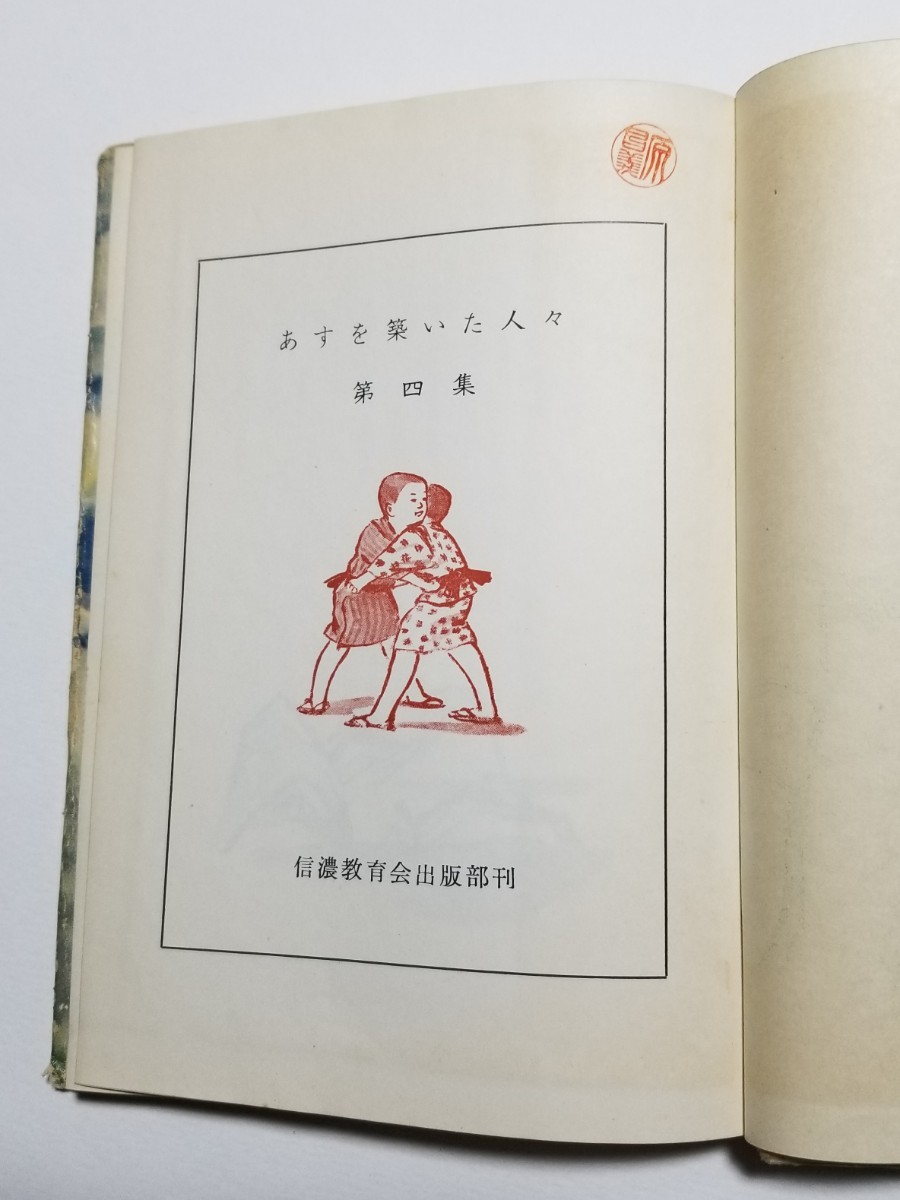 あすを築いた人々
第四集
信濃教育会出版部刊